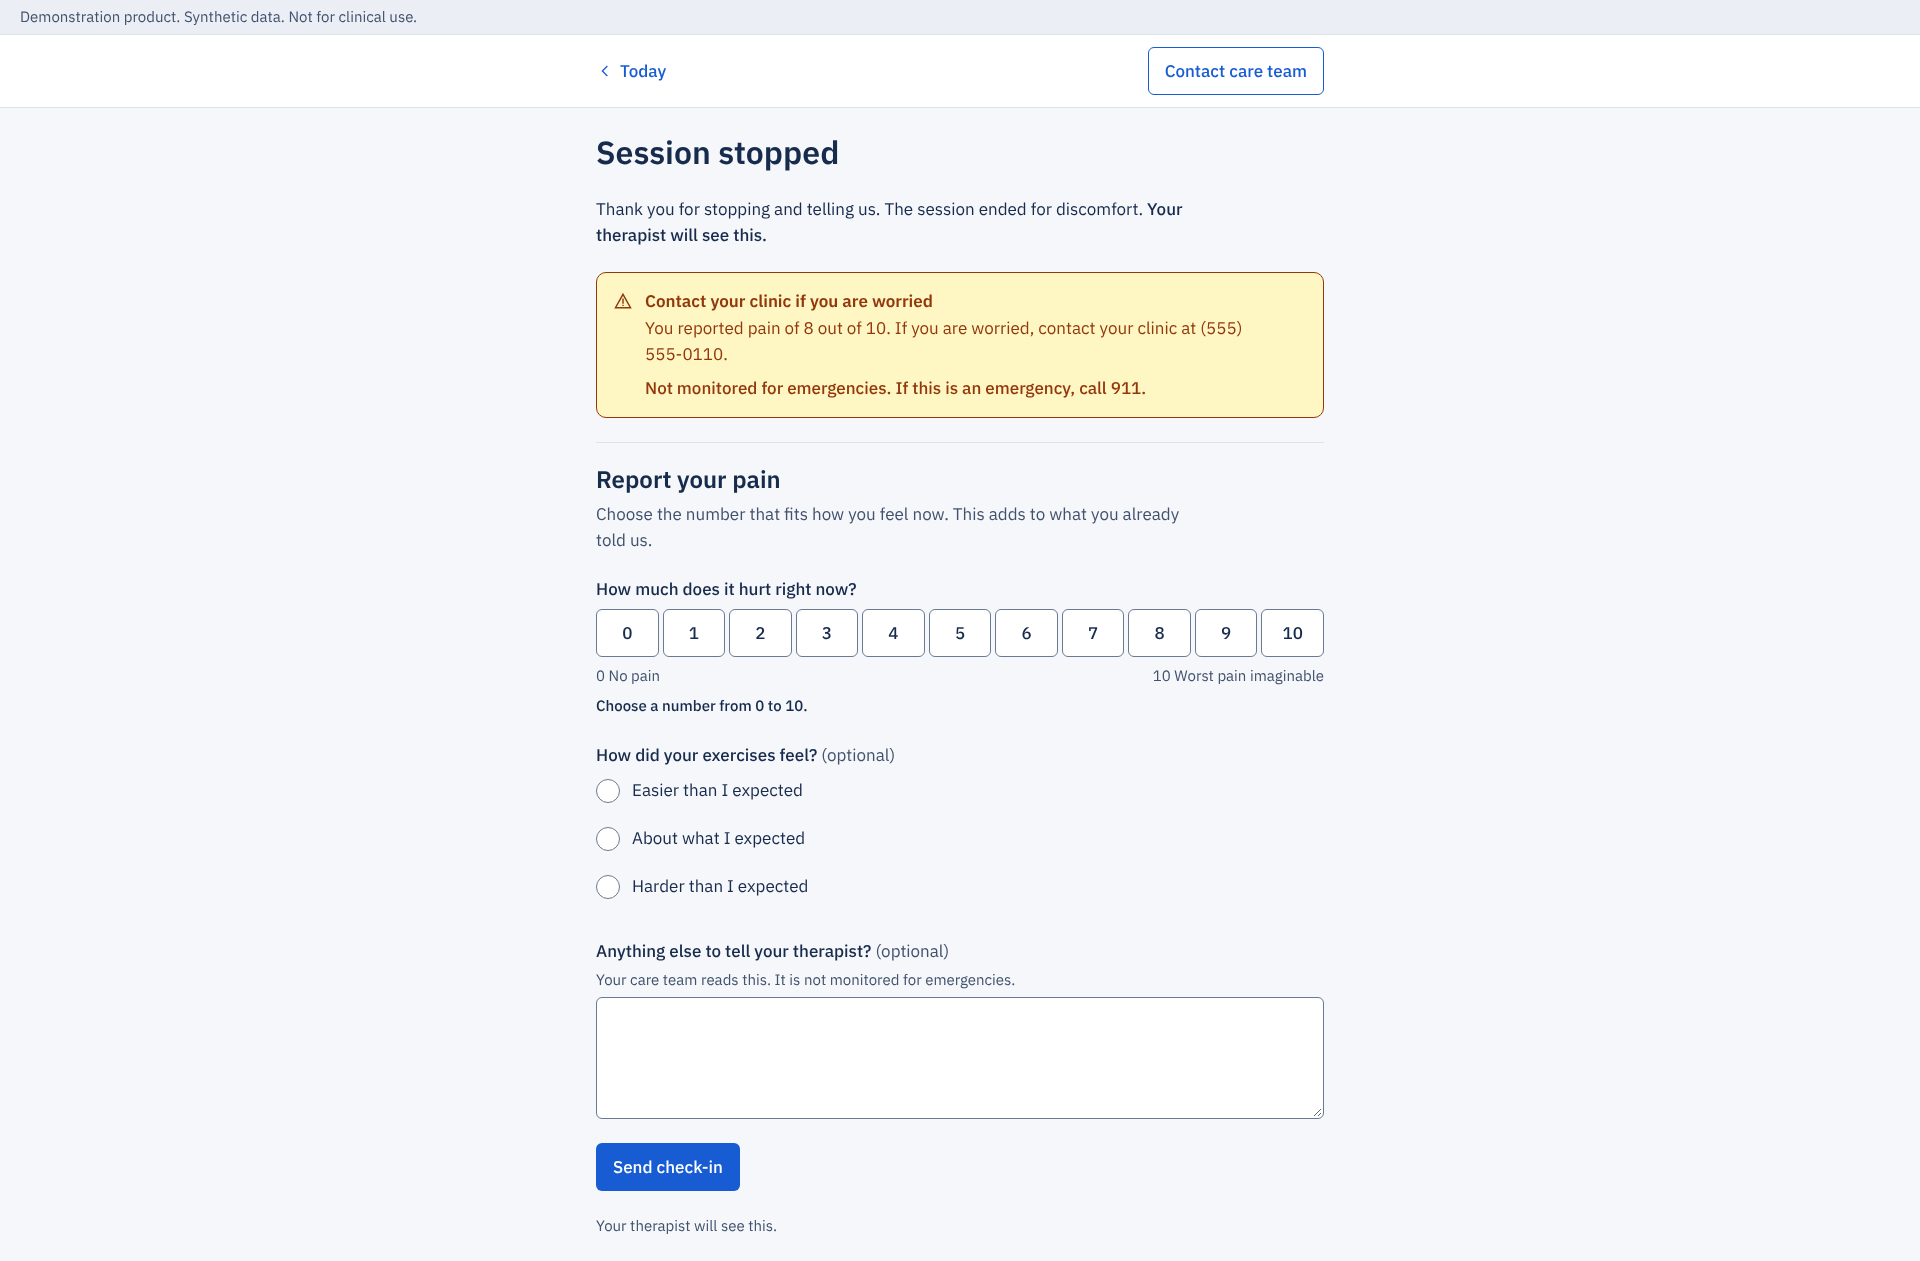 Demonstration product. Synthetic data. Not for clinical use.
Today
Contact care team
Session stopped
Thank you for stopping and telling us. The session ended for discomfort. Your
therapist will see this.
Contact your clinic if you are worried
You reported pain of 8 out of 10. If you are worried, contact your clinic at (555)
555-0110.
Not monitored for emergencies. If this is an emergency, call 911.
Report your pain
Choose the number that fits how you feel now. This adds to what you already
told us.
How much does it hurt right now?
0 1 2 3 4 5 6 7 8 9 10
0 No pain 10 Worst pain imaginable
Choose a number from 0 to 10.
How did your exercises feel? (optional)
Easier than I expected
About what I expected
Harder than I expected
Anything else to tell your therapist? (optional)
Your care team reads this. It is not monitored for emergencies.
Send check-in
Your therapist will see this.